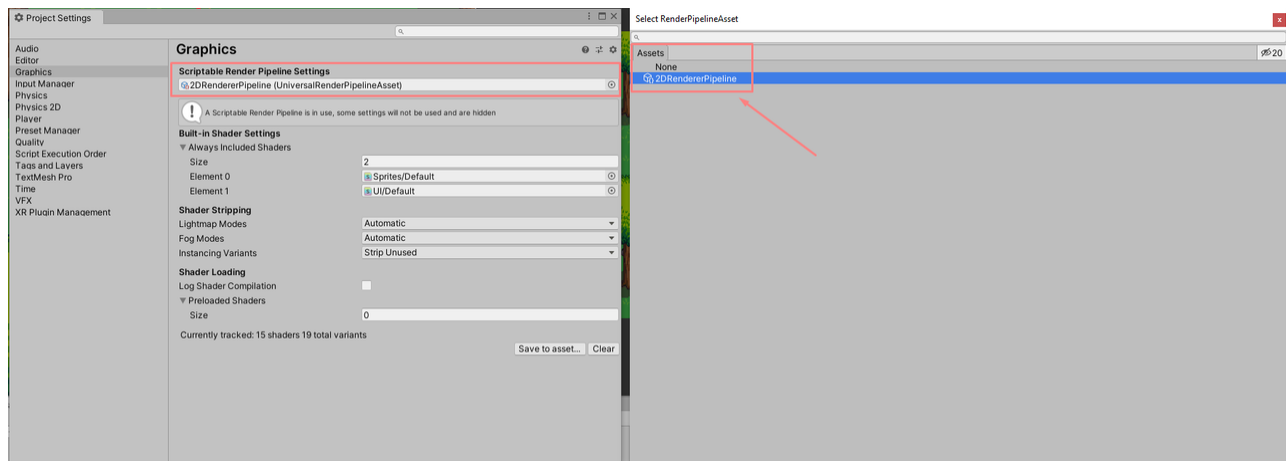 Project Settings
Audio
Editor
Graphics
Input Manager
Physics
Physics 2D
Player
Preset Manager
Quality
Script Execution Order
Tags and Layers
TextMesh Pro
Time
VFX
XR Plugin Management
Graphics
Scriptable Render Pipeline Settings
2DRendererPipeline (UniversalRenderPipelineAsset)
A Scriptable Render Pipeline is in use, some settings will not be used and are hidden
Built-in Shader Settings
Always Included Shaders
Size 2
Element 0 Sprites/Default
Element 1 UI/Default
Shader Stripping
Lightmap Modes Automatic
Fog Modes Automatic
Instancing Variants Strip Unused
Shader Loading
Log Shader Compilation
Preloaded Shaders
Size 0
Currently tracked: 15 shaders 19 total variants
Save to asset... Clear
Select RenderPipelineAsset
Assets 20
None
2DRendererPipeline